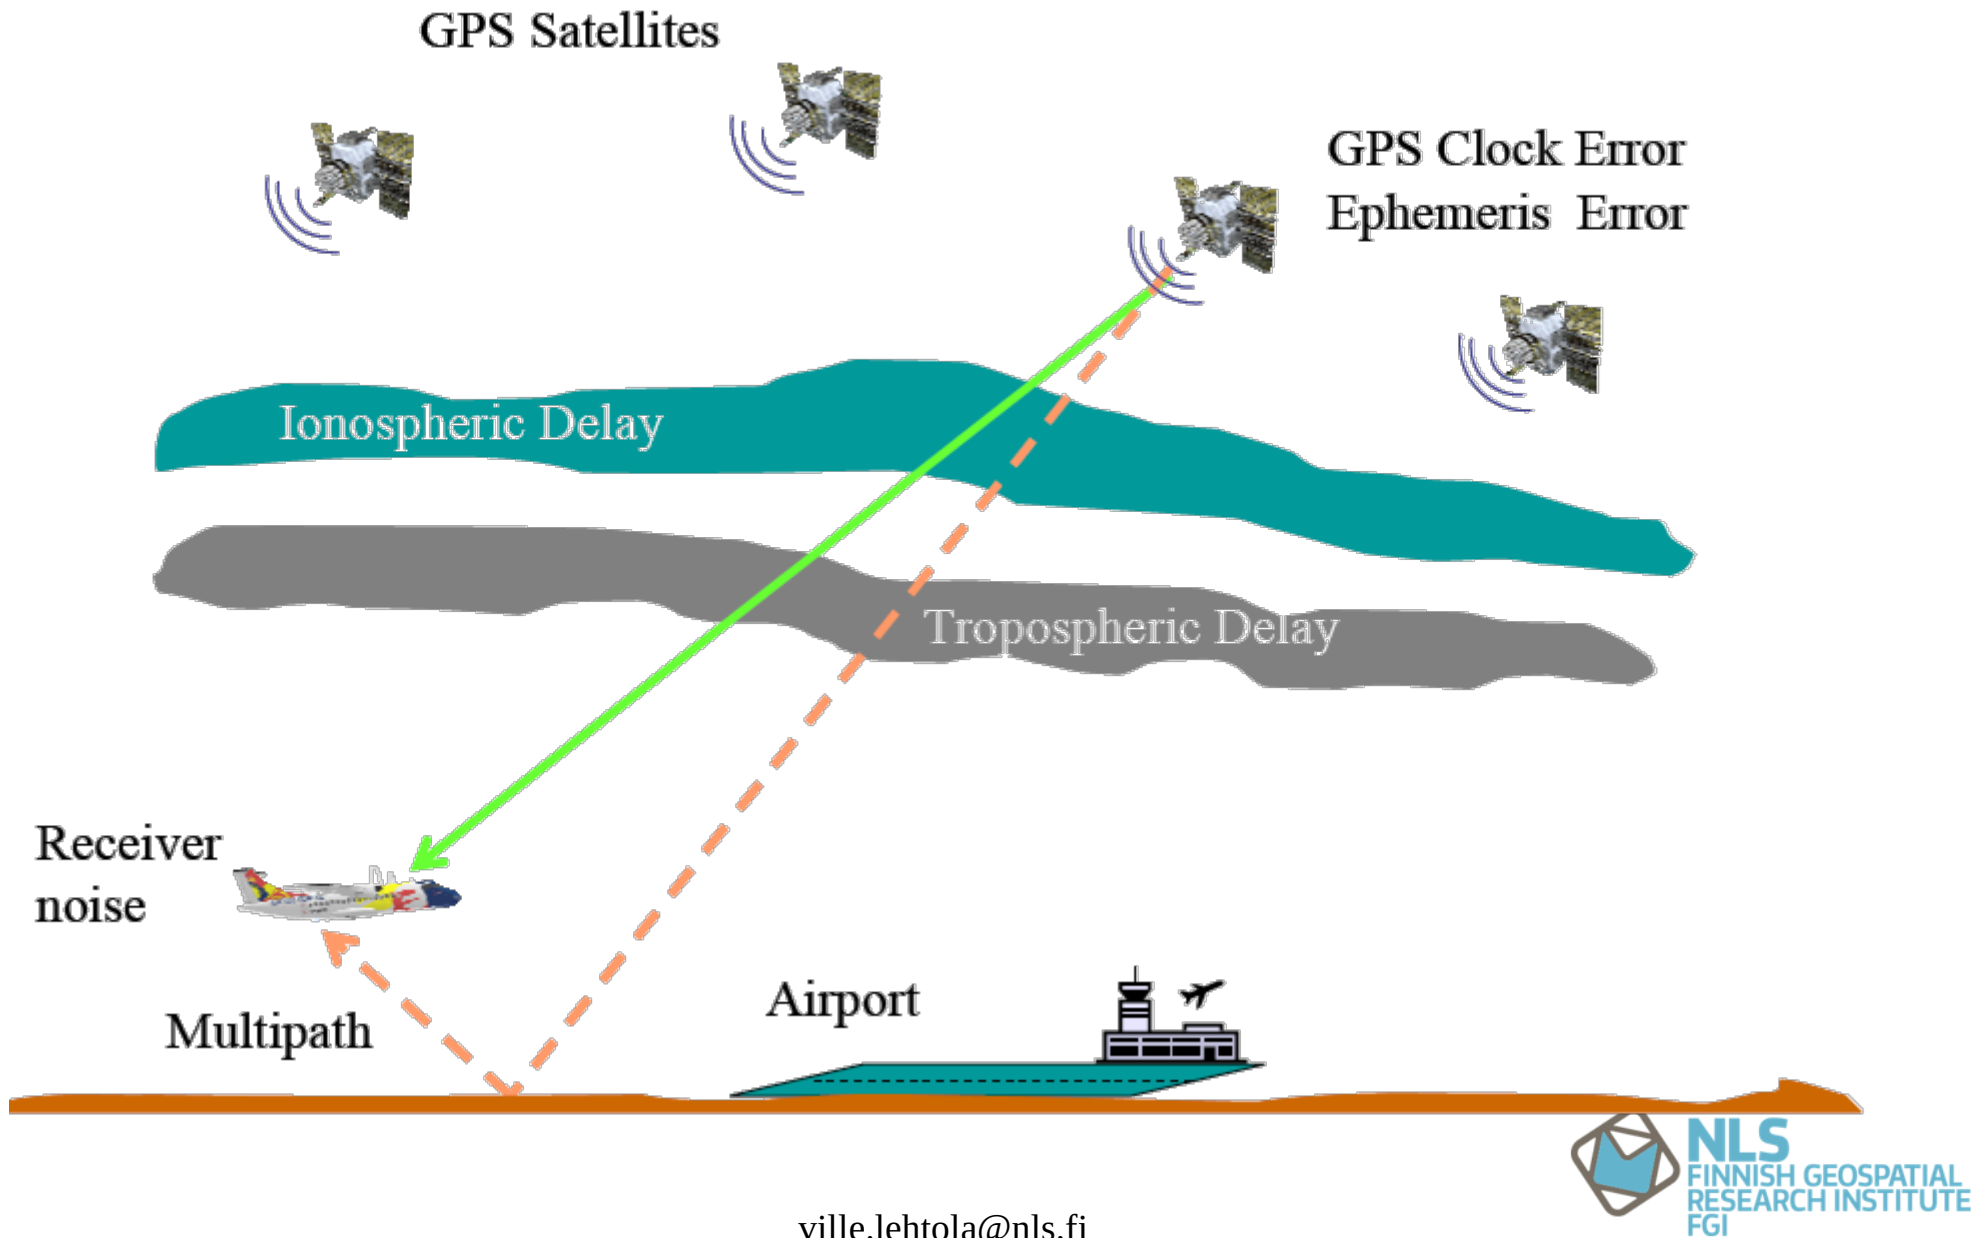 GPS Satellites
GPS Clock Error
Ephemeris Error
Ionospheric Delay
Tropospheric Delay
Receiver
noise
Airport
Multipath
NLS
FINNISH GEOSPATIAL
RESEARCH INSTITUTE
FGI
ville.lehtola@nls.fi